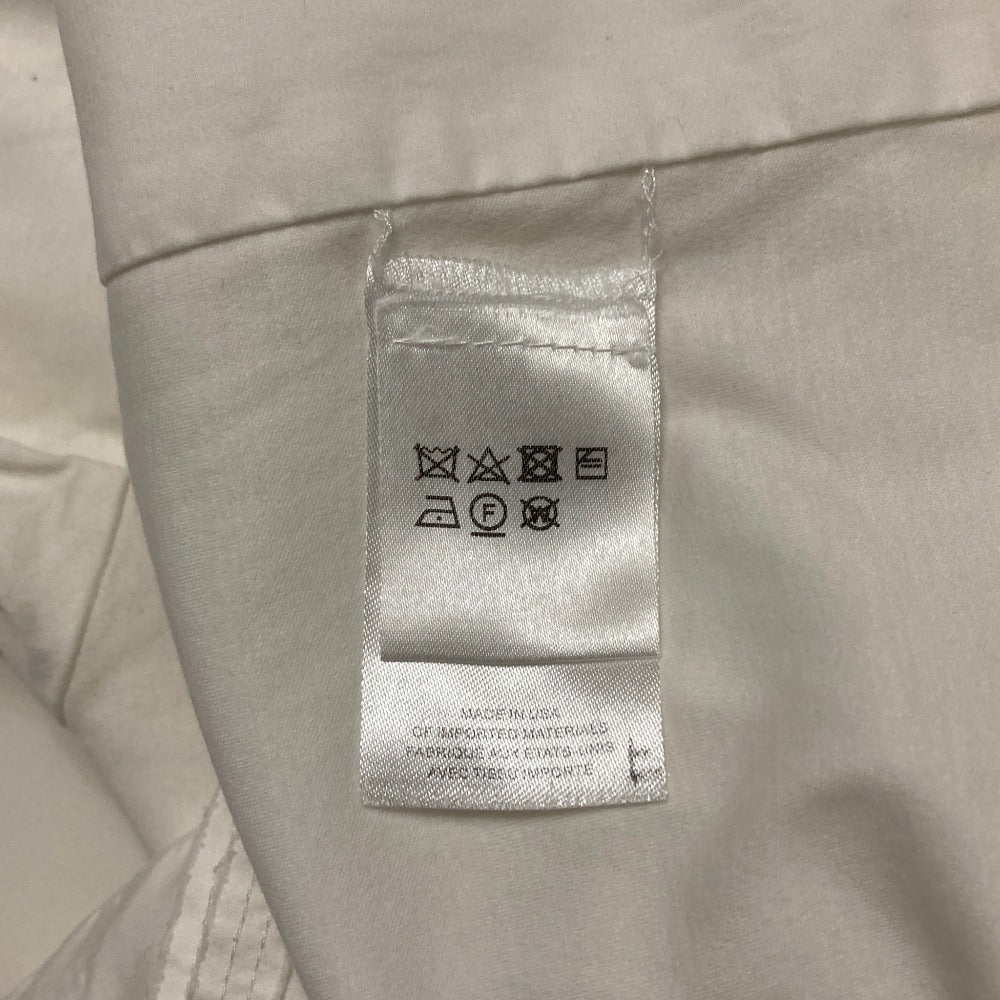 F
W
MADE IN USA
OF IMPORTED MATERIALS
FABRIQUE AUX ETATS-UNIS
AVEC TISSU IMPORTE